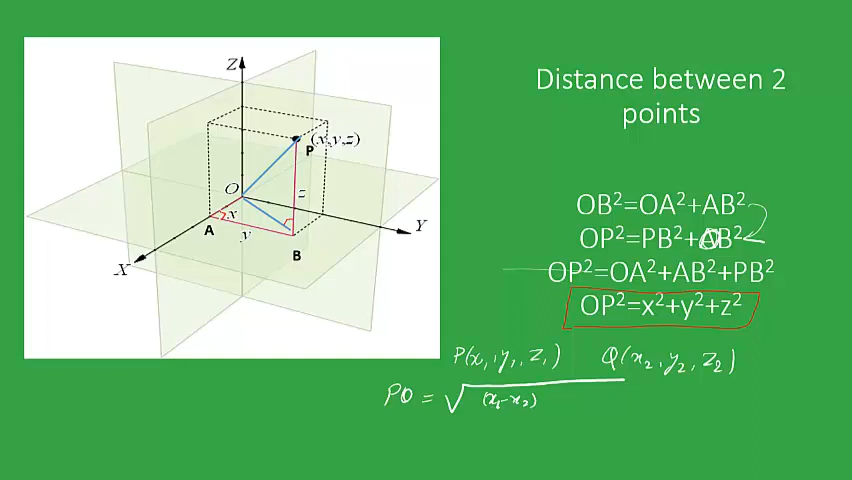 Distance between 2
points
Z
(x,y,z)
P
O
z
x
A
y
B
Y
X
OB²=OA²+AB²
OP²=PB²+OB²
OP²=OA²+AB²+PB²
OP²=x²+y²+z²
P(x₁,y₁,z₁) Q(x₂,y₂,z₂)
PQ = √(x₁-x₂)